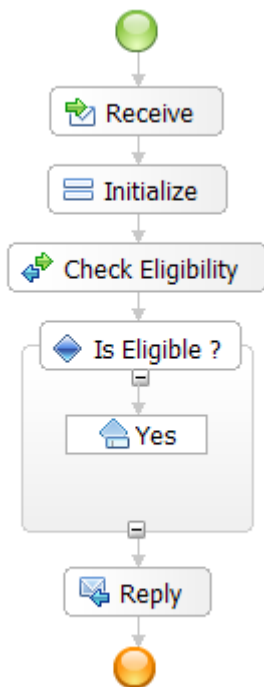 Receive
Initialize
Check Eligibility
Is Eligible ?
Yes
Reply